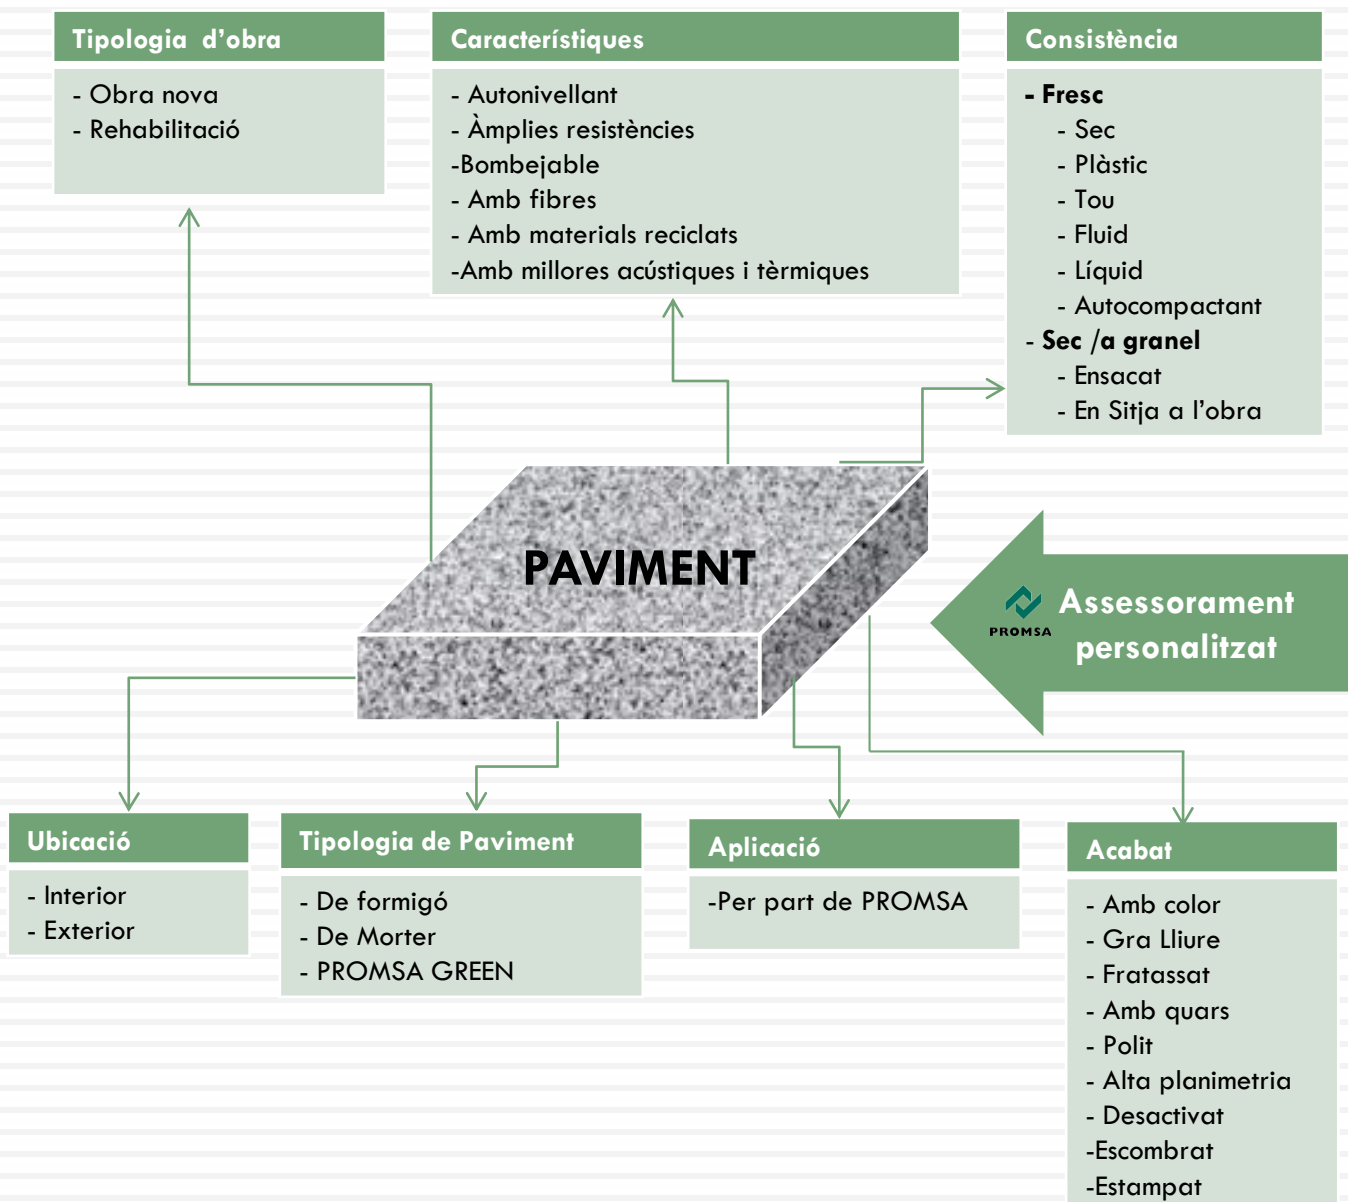 Tipologia d’obra
- Obra nova
- Rehabilitació
Característiques
- Autonivellant
- Àmplies resistències
-Bombejable
- Amb fibres
- Amb materials reciclats
-Amb millores acústiques i tèrmiques
Consistència
- Fresc
- Sec
- Plàstic
- Tou
- Fluid
- Líquid
- Autocompactant
- Sec /a granel
- Ensacat
- En Sitja a l’obra
PAVIMENT
PROMSA
Assessorament
personalitzat
Ubicació
- Interior
- Exterior
Tipologia de Paviment
- De formigó
- De Morter
- PROMSA GREEN
Aplicació
-Per part de PROMSA
Acabat
- Amb color
- Gra Lliure
- Fratassat
- Amb quars
- Polit
- Alta planimetria
- Desactivat
-Escombrat
-Estampat